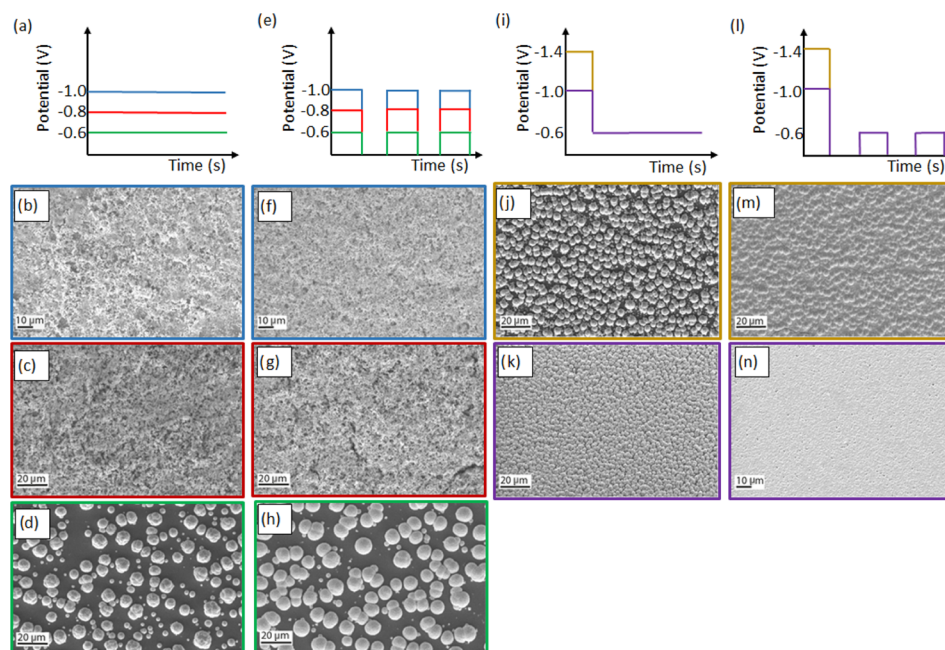 (a)
Potential (V)
-1.0
-0.8
-0.6
Time (s)
(e)
Potential (V)
-1.0
-0.8
-0.6
Time (s)
(i)
Potential (V)
-1.4
-1.0
-0.6
Time (s)
(l)
Potential (V)
-1.4
-1.0
-0.6
Time (s)
(b)
10 µm
(f)
10 µm
(j)
20 µm
(m)
20 µm
(c)
20 µm
(g)
20 µm
(k)
20 µm
(n)
10 µm
(d)
20 µm
(h)
20 µm